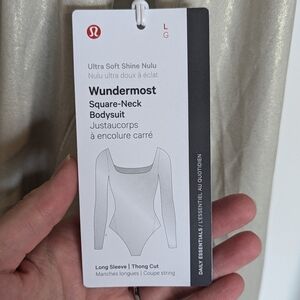 L
G
Ultra Soft Shine Nulu
Nulu ultra doux à éclat
Wundermost
Square-Neck
Bodysuit
Justaucorps
à encolure carré
Long Sleeve | Thong Cut
Manches longues | Coupe string
DAILY ESSENTIALS / L'ESSENTIEL AU QUOTIDIEN